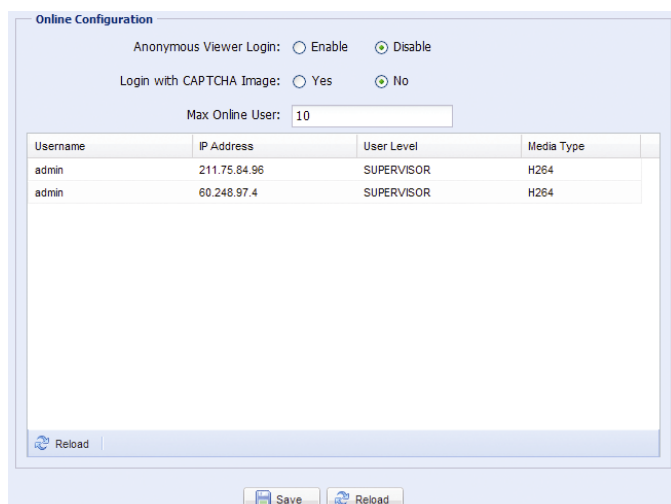 Online Configuration
Anonymous Viewer Login: Enable Disable
Login with CAPTCHA Image: Yes No
Max Online User: 10
Username IP Address User Level Media Type
admin 211.75.84.96 SUPERVISOR H264
admin 60.248.97.4 SUPERVISOR H264
Reload
Save Reload